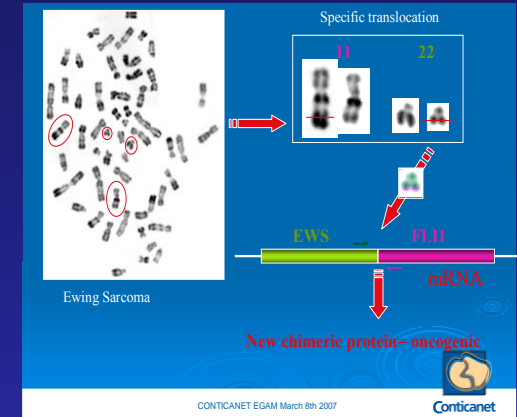 Specific translocation
11 22
EWS FLI1
mRNA
Ewing Sarcoma
New chimeric protein– oncogenic
CONTICANET EGAM March 8th 2007
Conticanet